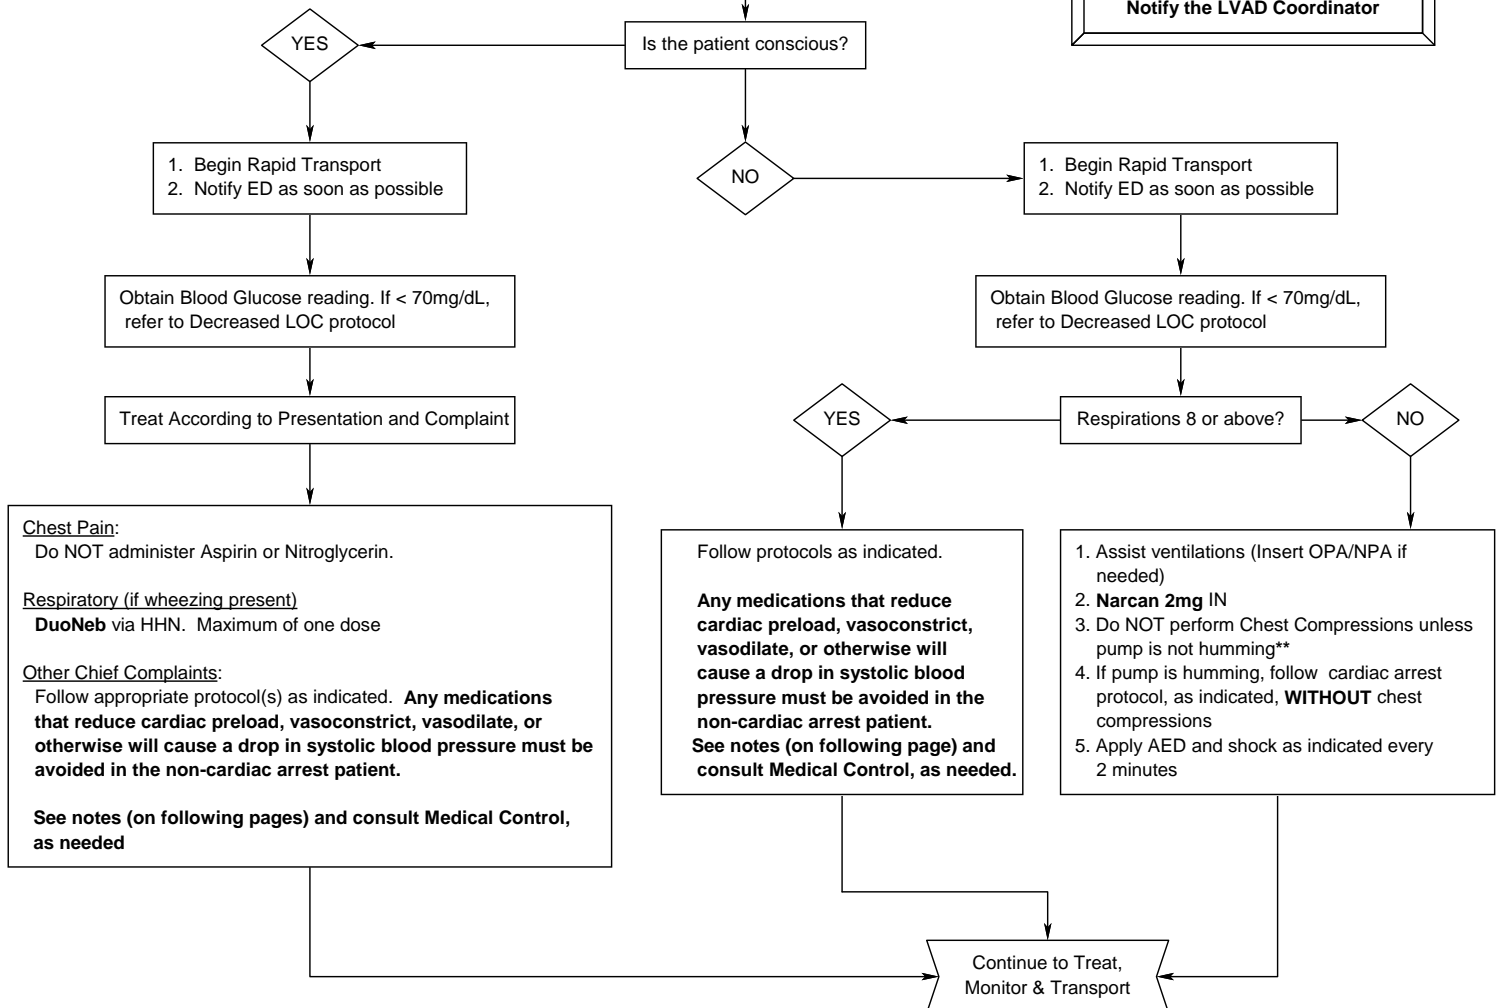 Notify the LVAD Coordinator
YES
Is the patient conscious?
1. Begin Rapid Transport
2. Notify ED as soon as possible
NO
1. Begin Rapid Transport
2. Notify ED as soon as possible
Obtain Blood Glucose reading. If < 70mg/dL,
refer to Decreased LOC protocol
Obtain Blood Glucose reading. If < 70mg/dL,
refer to Decreased LOC protocol
Treat According to Presentation and Complaint
YES
Respirations 8 or above?
NO
Chest Pain:
Do NOT administer Aspirin or Nitroglycerin.
Respiratory (if wheezing present)
DuoNeb via HHN. Maximum of one dose
Other Chief Complaints:
Follow appropriate protocol(s) as indicated. Any medications
that reduce cardiac preload, vasoconstrict, vasodilate, or
otherwise will cause a drop in systolic blood pressure must be
avoided in the non-cardiac arrest patient.
See notes (on following pages) and consult Medical Control,
as needed
Follow protocols as indicated.
Any medications that reduce
cardiac preload, vasoconstrict,
vasodilate, or otherwise will
cause a drop in systolic blood
pressure must be avoided in the
non-cardiac arrest patient.
See notes (on following page) and
consult Medical Control, as needed.
1. Assist ventilations (Insert OPA/NPA if
needed)
2. Narcan 2mg IN
3. Do NOT perform Chest Compressions unless
pump is not humming**
4. If pump is humming, follow cardiac arrest
protocol, as indicated, WITHOUT chest
compressions
5. Apply AED and shock as indicated every
2 minutes
Continue to Treat,
Monitor & Transport